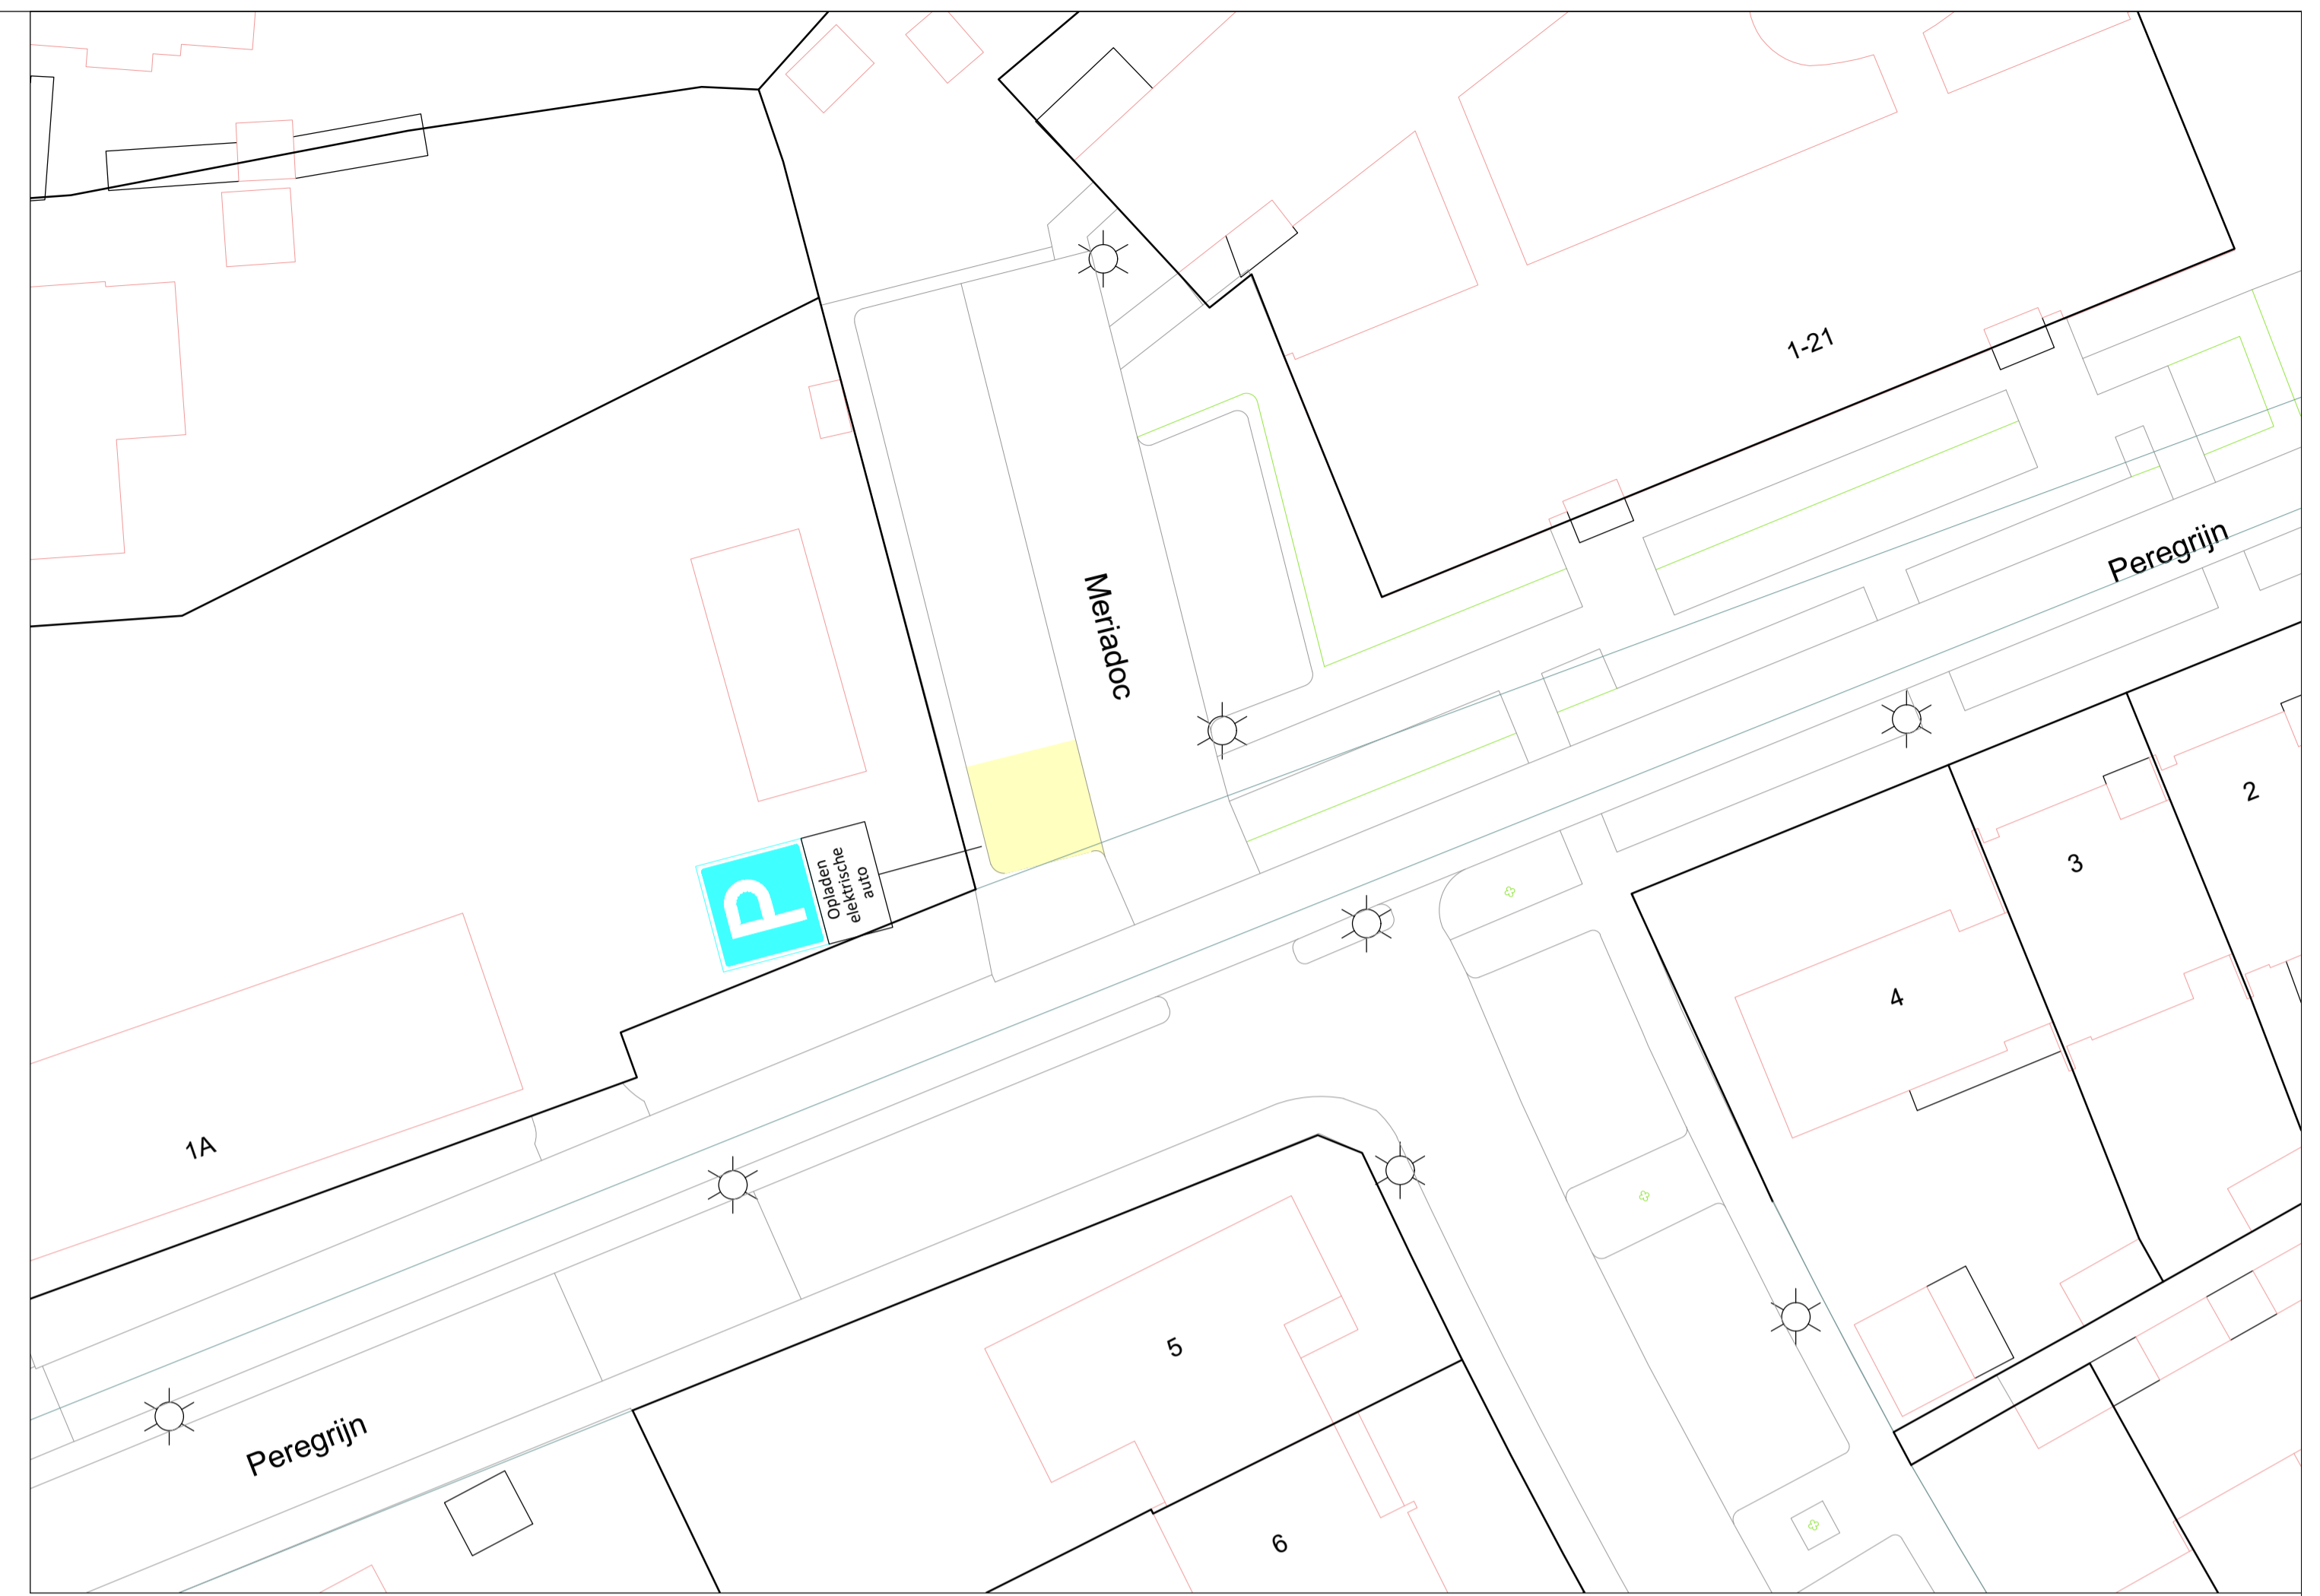 1-21
Peregrijn
Meriadoc
2
3
P
Opladen
elektrische
auto
4
1A
5
Peregrijn
6